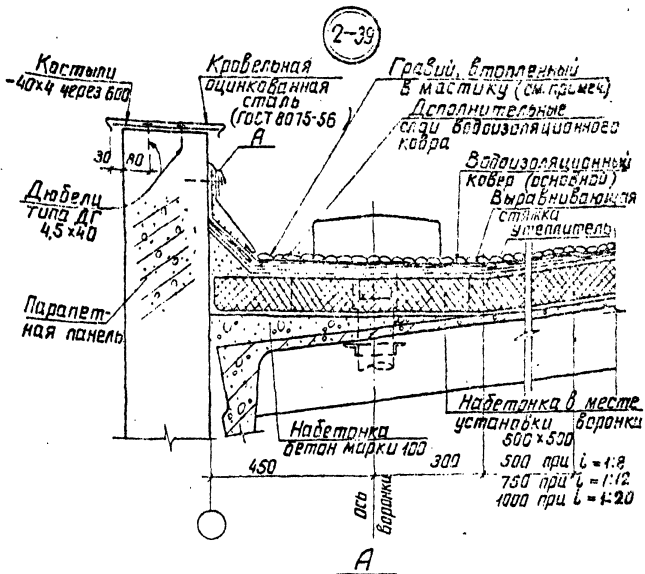 2-39
Костыли
-40×4 через 600
Кровельная
оцинкованная
сталь
(ГОСТ 8075-56
А
Гравий, втопленный
в мастику (см. примеч.)
Дополнительные
слои водоизоляционного
ковра
Водоизоляционный
ковер (основной)
Выравнивающая
стяжка
Утеплитель
30
80
Дюбели
типа ДГ
4,5×40
Парапет-
ная панель
Набетонка
бетон марки 100
Набетонка в месте
установки воронки
500×500
450
300
500 при i=1:8
750 при i=1:12
1000 при i=1:20
Ось
воронки
А